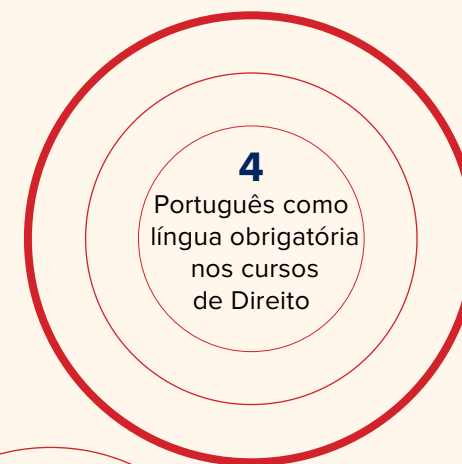 4
Português como
língua obrigatória
nos cursos
de Direito